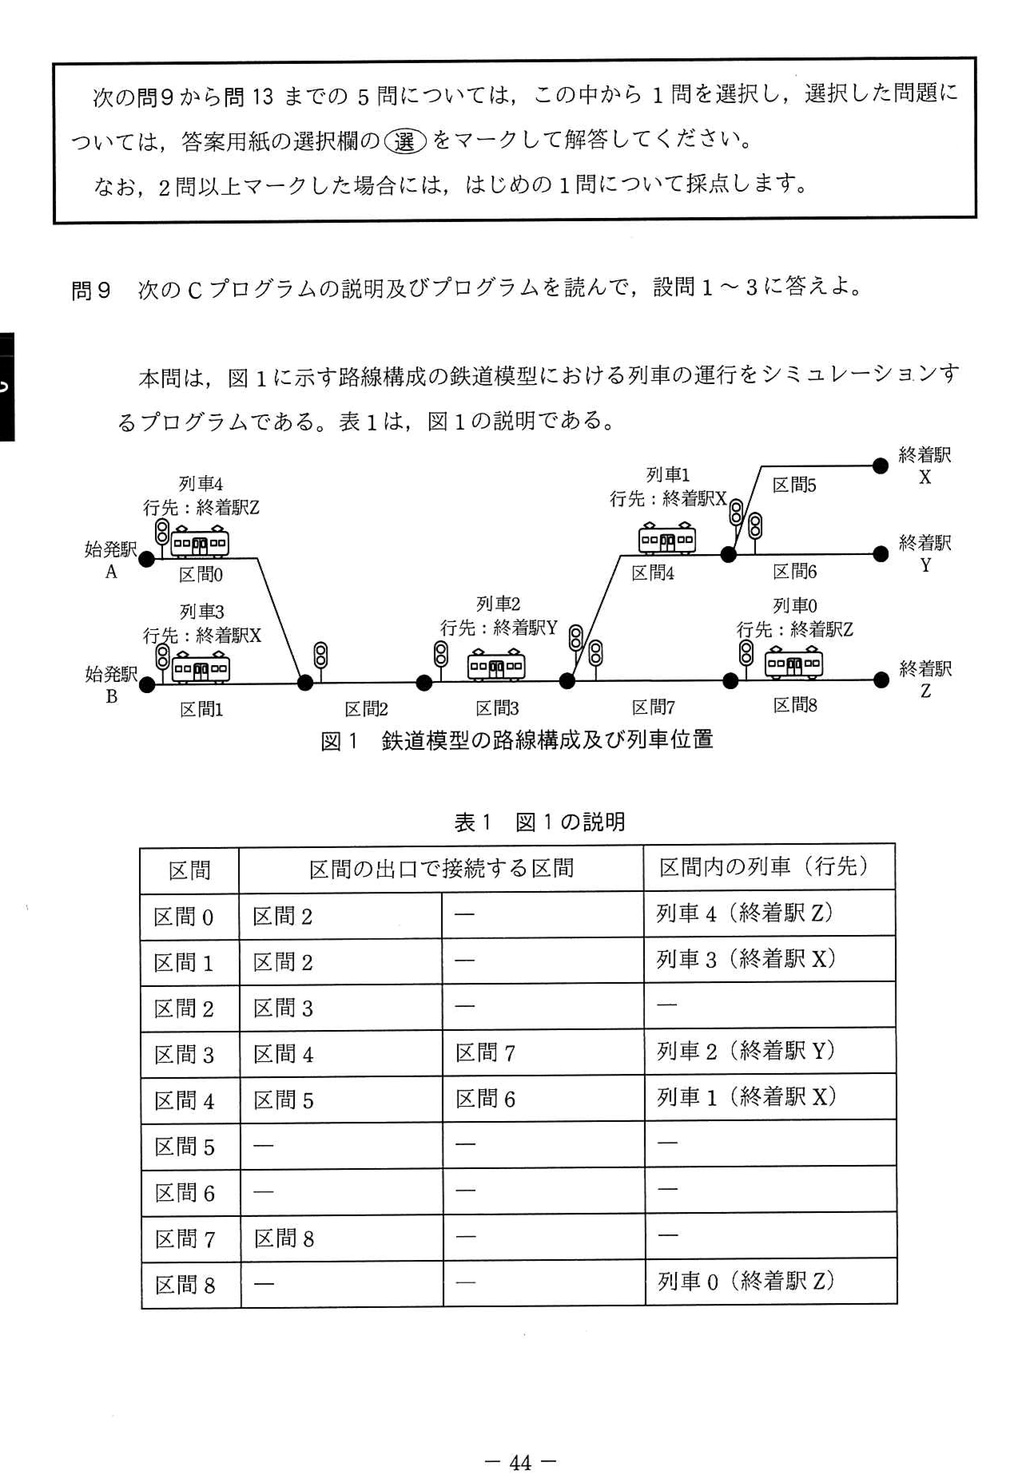 次の問9から問13までの5問については，この中から1問を選択し，選択した問題に
ついては，答案用紙の選択欄の選をマークして解答してください。
なお，2問以上マークした場合には，はじめの1問について採点します。
問9 次のCプログラムの説明及びプログラムを読んで，設問1～3に答えよ。
本問は，図1に示す路線構成の鉄道模型における列車の運行をシミュレーションす
るプログラムである。表1は，図1の説明である。
列車4
行先：終着駅Z
始発駅
A
区間0
列車3
行先：終着駅X
始発駅
B
区間1
区間2
列車2
行先：終着駅Y
区間3
列車1
行先：終着駅X
区間4
区間5
終着駅
X
区間6
終着駅
Y
区間7
列車0
行先：終着駅Z
区間8
終着駅
Z
図1 鉄道模型の路線構成及び列車位置
表1 図1の説明
区間 区間の出口で接続する区間 区間内の列車（行先）
区間0 区間2 ― 列車4（終着駅Z）
区間1 区間2 ― 列車3（終着駅X）
区間2 区間3 ― ―
区間3 区間4 区間7 列車2（終着駅Y）
区間4 区間5 区間6 列車1（終着駅X）
区間5 ― ― ―
区間6 ― ― ―
区間7 区間8 ― ―
区間8 ― ― 列車0（終着駅Z）
― 44 ―